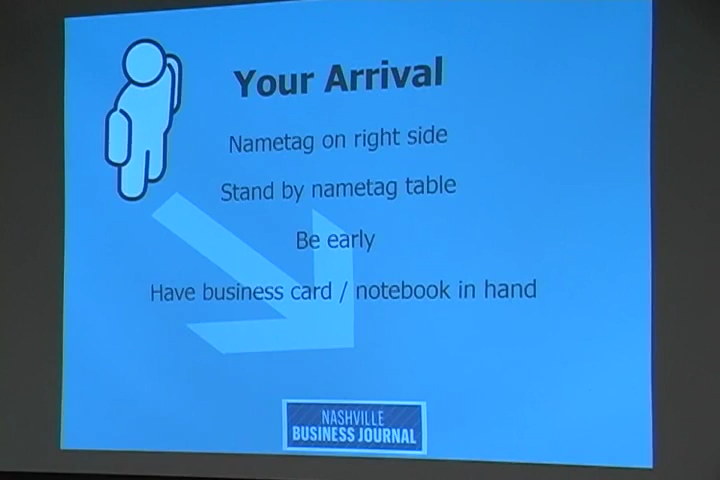 Your Arrival
Nametag on right side
Stand by nametag table
Be early
Have business card / notebook in hand
NASHVILLE
BUSINESS JOURNAL